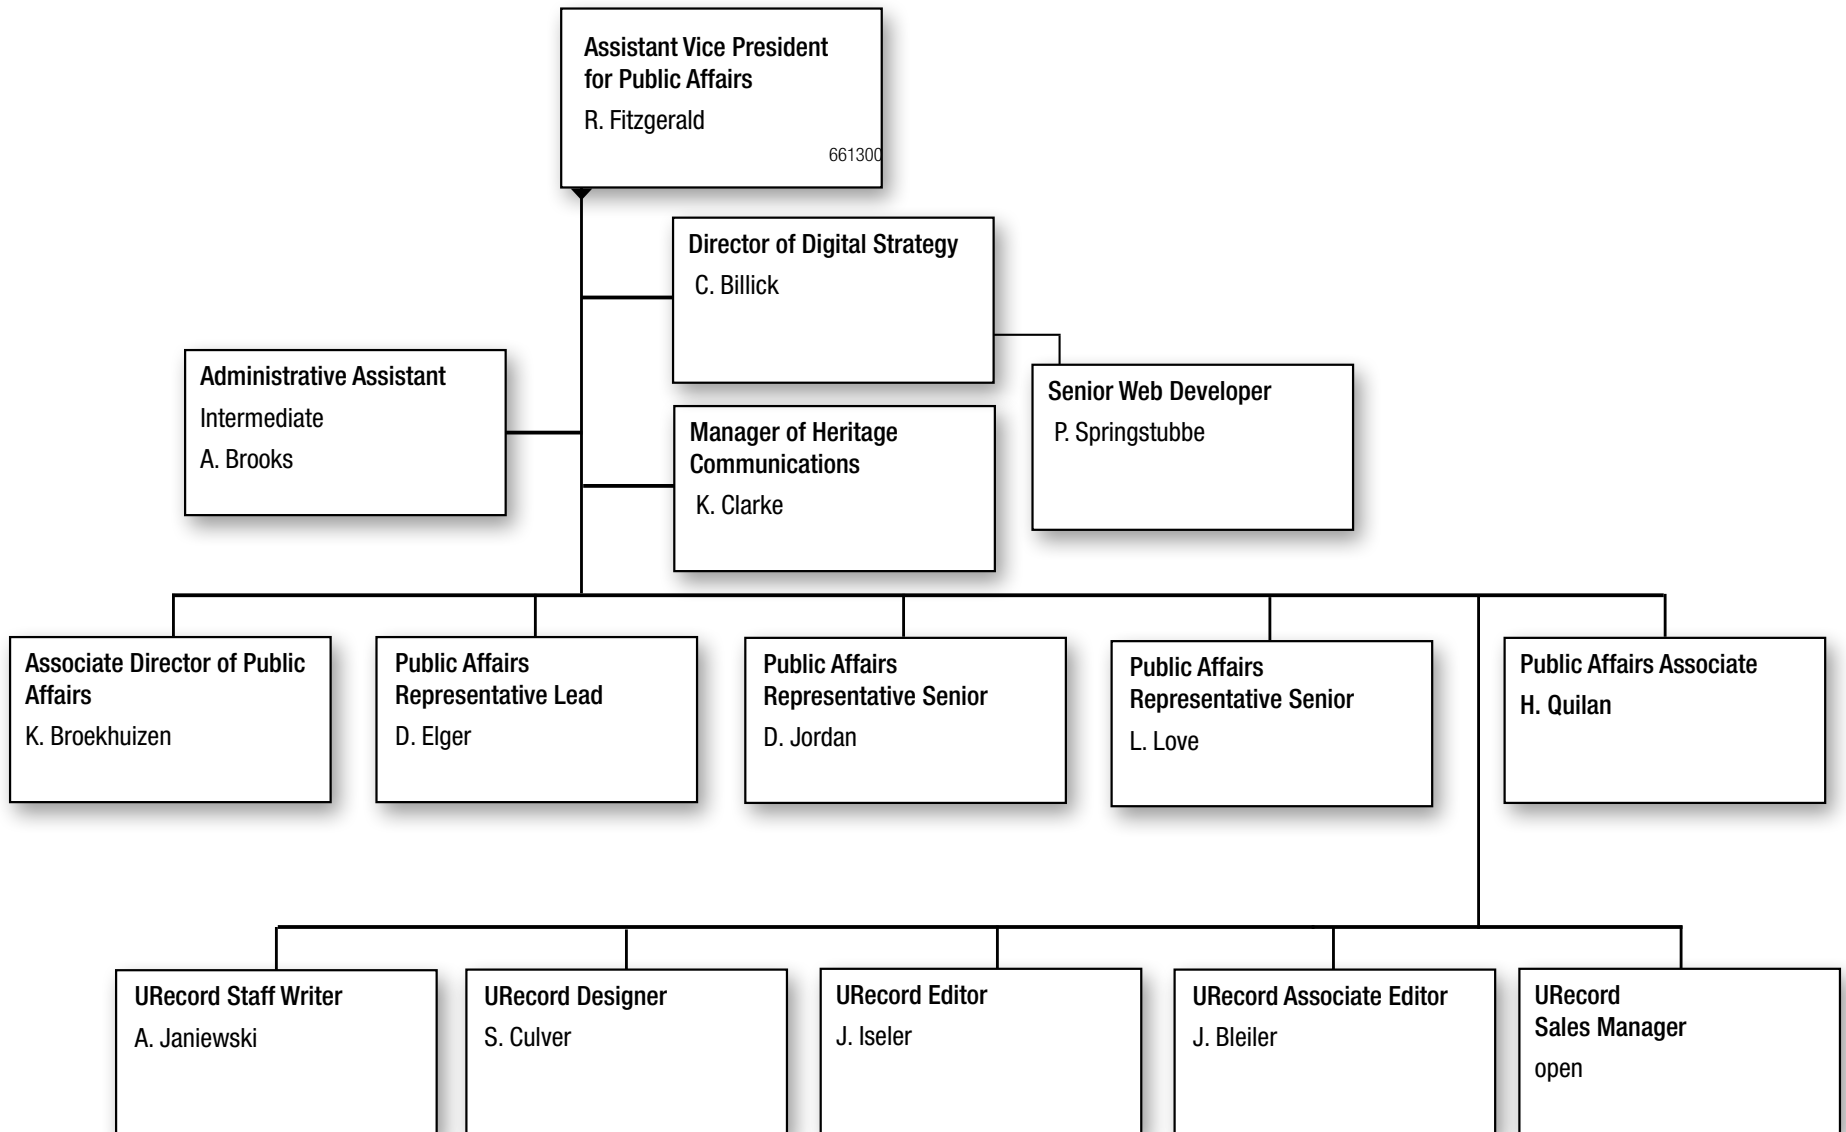 Assistant Vice President
for Public Affairs
R. Fitzgerald
661300
Director of Digital Strategy
C. Billick
Administrative Assistant
Intermediate
A. Brooks
Manager of Heritage
Communications
K. Clarke
Senior Web Developer
P. Springstubbe
Associate Director of Public
Affairs
K. Broekhuizen
Public Affairs
Representative Lead
D. Elger
Public Affairs
Representative Senior
D. Jordan
Public Affairs
Representative Senior
L. Love
Public Affairs Associate
H. Quilan
URecord Staff Writer
A. Janiewski
URecord Designer
S. Culver
URecord Editor
J. Iseler
URecord Associate Editor
J. Bleiler
URecord
Sales Manager
open